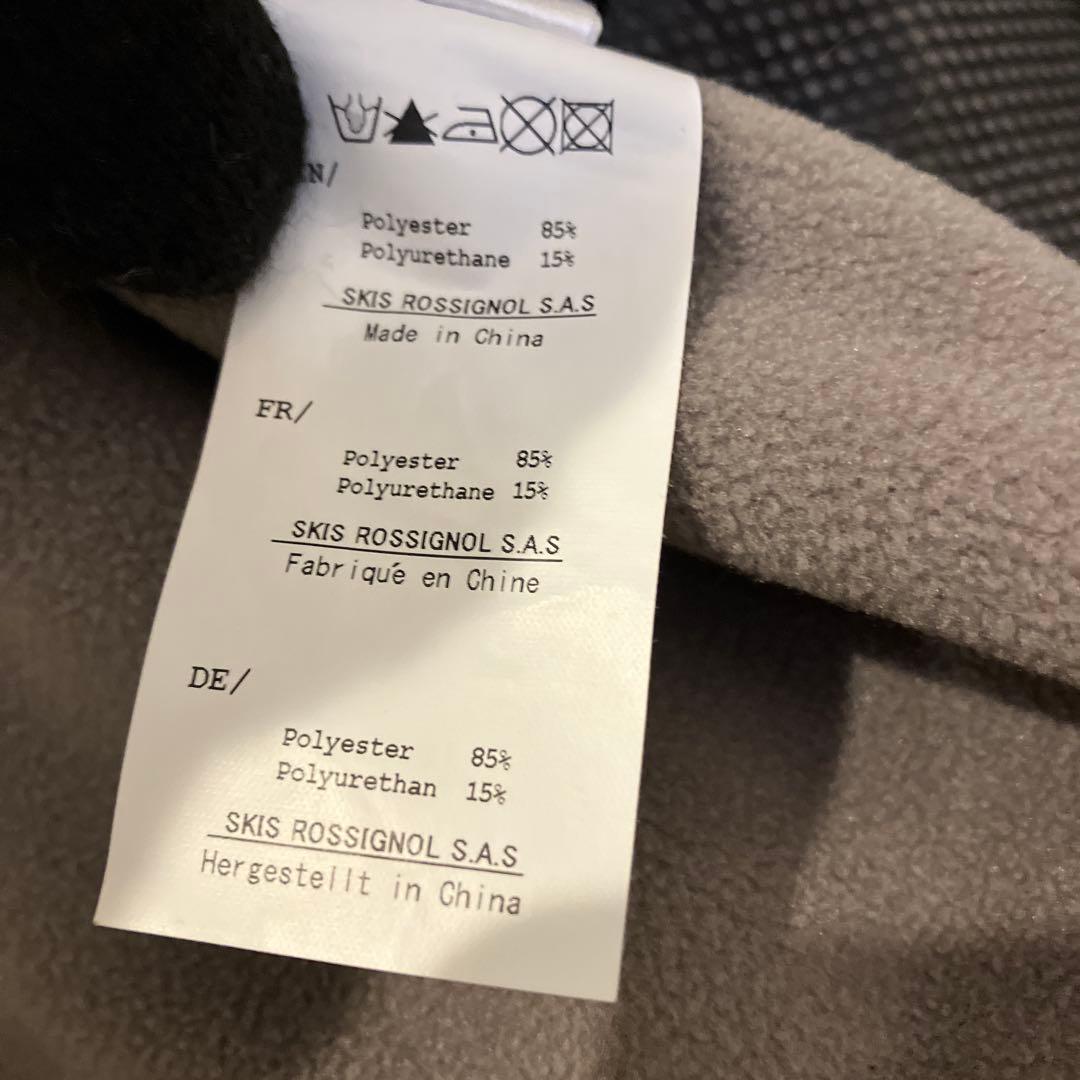 N/
Polyester 85%
Polyurethane 15%
SKIS ROSSIGNOL S.A.S
Made in China
FR/
Polyester 85%
Polyurethane 15%
SKIS ROSSIGNOL S.A.S
Fabriqué en Chine
DE/
Polyester 85%
Polyurethan 15%
SKIS ROSSIGNOL S.A.S
Hergestellt in China